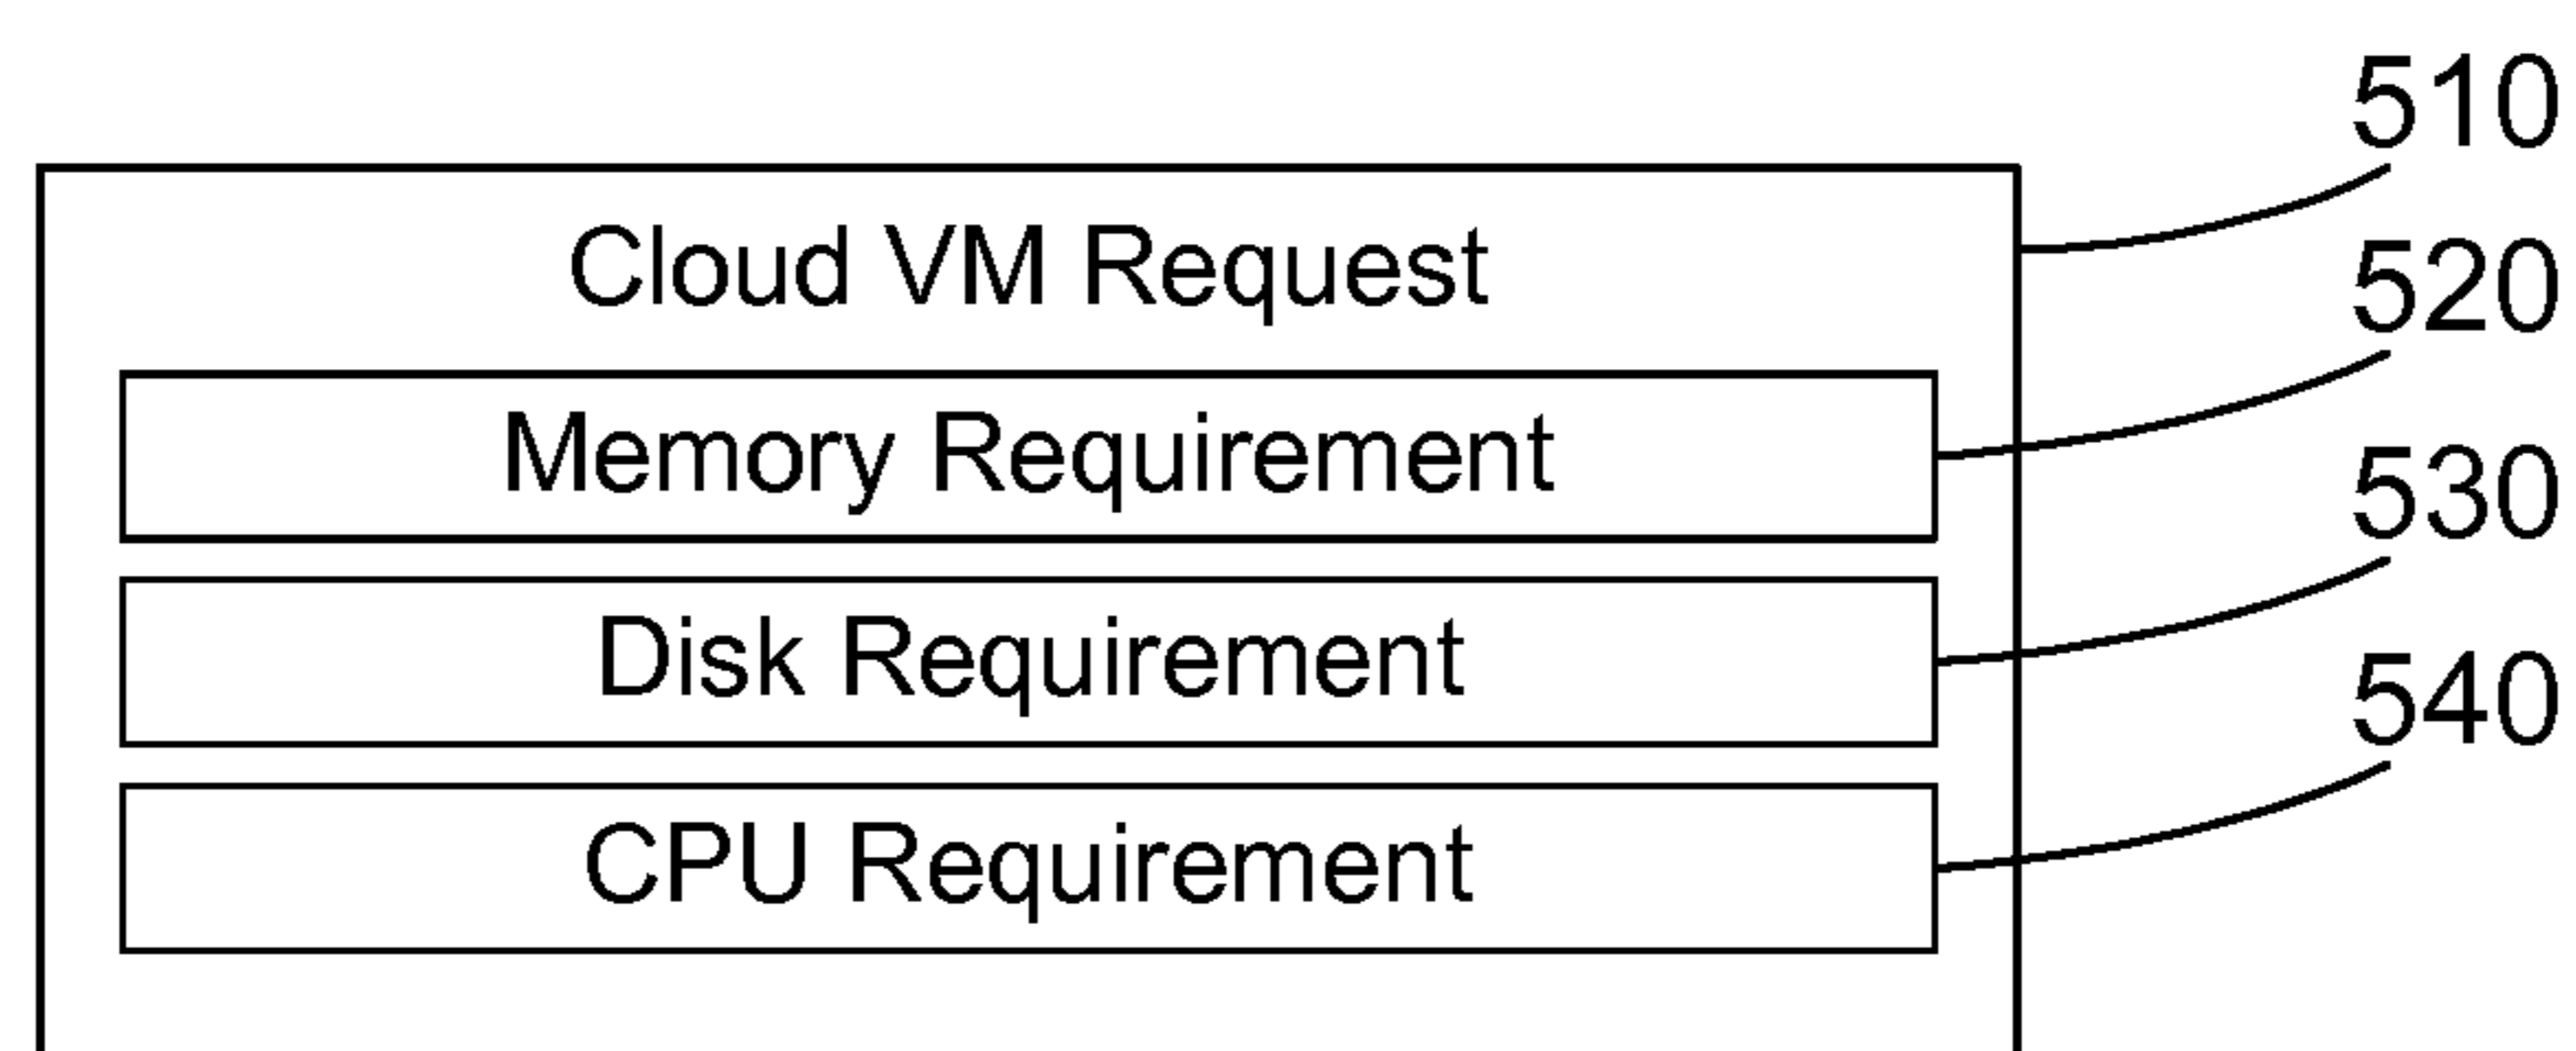 510
Cloud VM Request
520
Memory Requirement
530
Disk Requirement
540
CPU Requirement